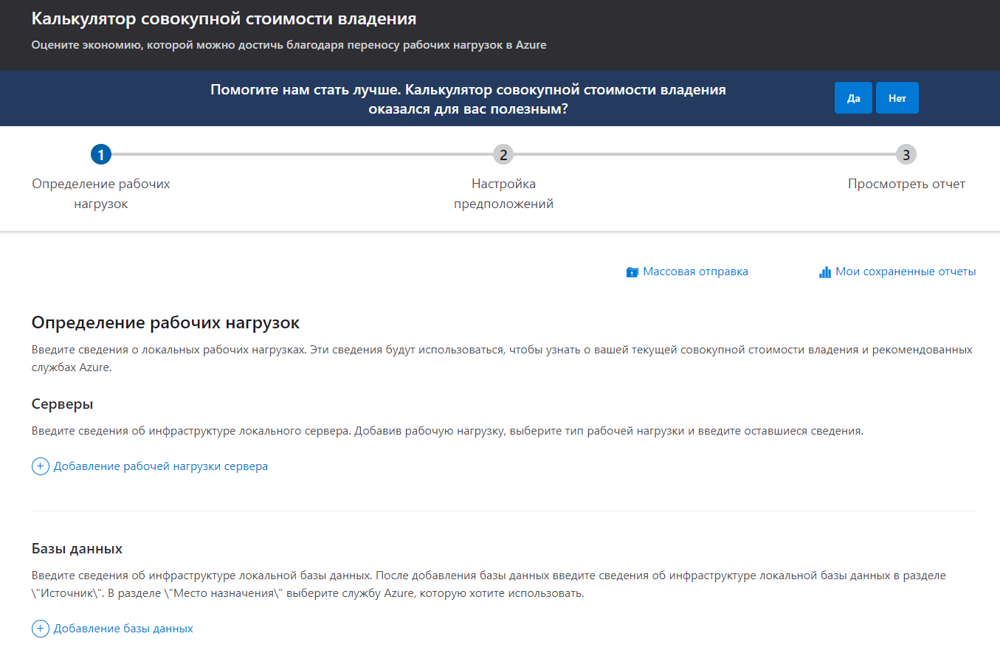 Калькулятор совокупной стоимости владения
Оцените экономию, которой можно достичь благодаря переносу рабочих нагрузок в Azure
Помогите нам стать лучше. Калькулятор совокупной стоимости владения
оказался для вас полезным?
Да
Нет
1
2
3
Определение рабочих
нагрузок
Настройка
предположений
Просмотреть отчет
Массовая отправка
Мои сохраненные отчеты
Определение рабочих нагрузок
Введите сведения о локальных рабочих нагрузках. Эти сведения будут использоваться, чтобы узнать о вашей текущей совокупной стоимости владения и рекомендованных
службах Azure.
Серверы
Введите сведения об инфраструктуре локального сервера. Добавив рабочую нагрузку, выберите тип рабочей нагрузки и введите оставшиеся сведения.
Добавление рабочей нагрузки сервера
Базы данных
Введите сведения об инфраструктуре локальной базы данных. После добавления базы данных введите сведения об инфраструктуре локальной базы данных в разделе
\"Источник\". В разделе \"Место назначения\" выберите службу Azure, которую хотите использовать.
Добавление базы данных